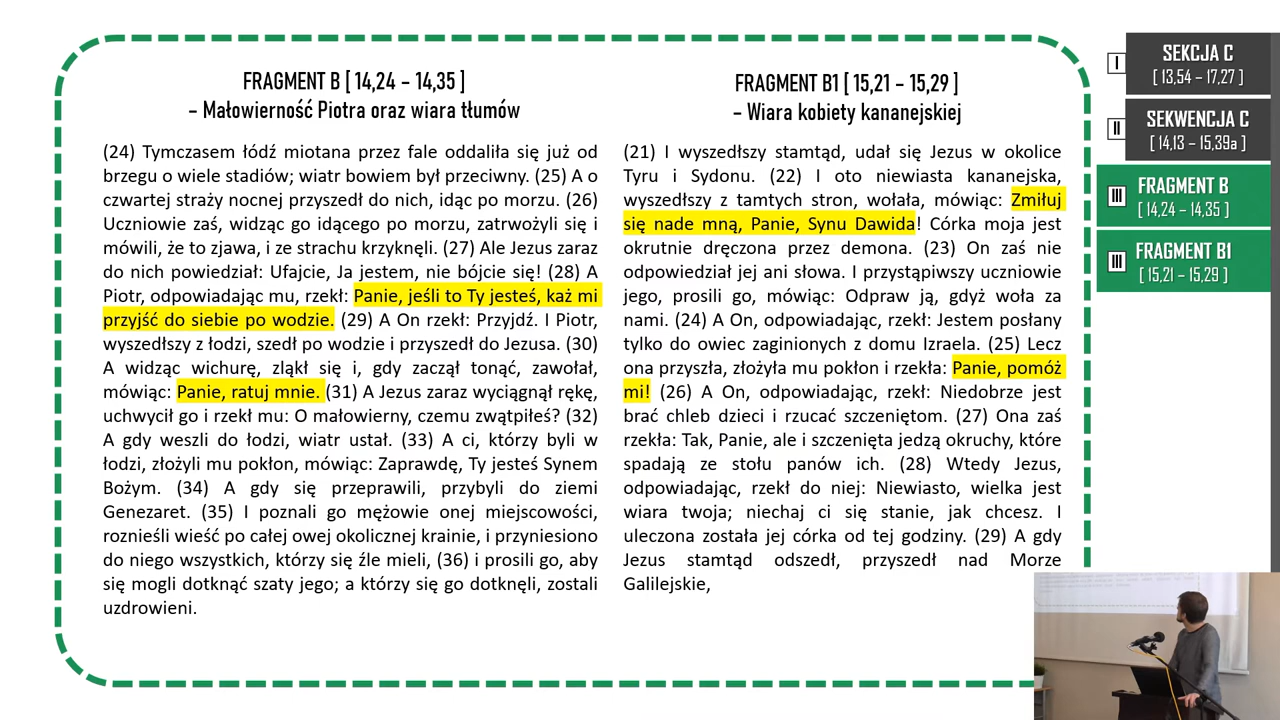 FRAGMENT B [ 14,24 – 14,35 ]
– Małowierność Piotra oraz wiara tłumów
(24) Tymczasem łódź miotana przez fale oddaliła się już od
brzegu o wiele stadiów; wiatr bowiem był przeciwny. (25) A o
czwartej straży nocnej przyszedł do nich, idąc po morzu. (26)
Uczniowie zaś, widząc go idącego po morzu, zatrwożyli się i
mówili, że to zjawa, i ze strachu krzyknęli. (27) Ale Jezus zaraz
do nich powiedział: Ufajcie, Ja jestem, nie bójcie się! (28) A
Piotr, odpowiadając mu, rzekł: Panie, jeśli to Ty jesteś, każ mi
przyjść do siebie po wodzie. (29) A On rzekł: Przyjdź. I Piotr,
wyszedłszy z łodzi, szedł po wodzie i przyszedł do Jezusa. (30)
A widząc wichurę, zląkł się i, gdy zaczął tonąć, zawołał,
mówiąc: Panie, ratuj mnie. (31) A Jezus zaraz wyciągnął rękę,
uchwycił go i rzekł mu: O małowierny, czemu zwątpiłeś? (32)
A gdy weszli do łodzi, wiatr ustał. (33) A ci, którzy byli w
łodzi, złożyli mu pokłon, mówiąc: Zaprawdę, Ty jesteś Synem
Bożym. (34) A gdy się przeprawili, przybyli do ziemi
Genezaret. (35) I poznali go mężowie onej miejscowości,
roznieśli wieść po całej owej okolicznej krainie, i przyniesiono
do niego wszystkich, którzy się źle mieli, (36) i prosili go, aby
się mogli dotknąć szaty jego; a którzy się go dotknęli, zostali
uzdrowieni.
FRAGMENT B1 [ 15,21 – 15,29 ]
– Wiara kobiety kananejskiej
(21) I wyszedłszy stamtąd, udał się Jezus w okolice
Tyru i Sydonu. (22) I oto niewiasta kananejska,
wyszedłszy z tamtych stron, wołała, mówiąc: Zmiłuj
się nade mną, Panie, Synu Dawida! Córka moja jest
okrutnie dręczona przez demona. (23) On zaś nie
odpowiedział jej ani słowa. I przystąpiwszy uczniowie
jego, prosili go, mówiąc: Odpraw ją, gdyż woła za
nami. (24) A On, odpowiadając, rzekł: Jestem posłany
tylko do owiec zaginionych z domu Izraela. (25) Lecz
ona przyszła, złożyła mu pokłon i rzekła: Panie, pomóż
mi! (26) A On, odpowiadając, rzekł: Niedobrze jest
brać chleb dzieci i rzucać szczeniętom. (27) Ona zaś
rzekła: Tak, Panie, ale i szczenięta jedzą okruchy, które
spadają ze stołu panów ich. (28) Wtedy Jezus,
odpowiadając, rzekł do niej: Niewiasto, wielka jest
wiara twoja; niechaj ci się stanie, jak chcesz. I
uleczona została jej córka od tej godziny. (29) A gdy
Jezus stamtąd odszedł, przyszedł nad Morze
Galilejskie,
I
SEKCJA C
[ 13,54 – 17,27 ]
II
SEKWENCJA C
[ 14,13 – 15,39a ]
III
FRAGMENT B
[ 14,24 – 14,35 ]
III
FRAGMENT B1
[ 15,21 – 15,29 ]